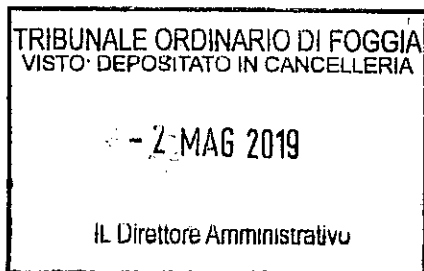 TRIBUNALE ORDINARIO DI FOGGIA
VISTO: DEPOSITATO IN CANCELLERIA
- 2 MAG 2019
IL Direttore Amministrativo